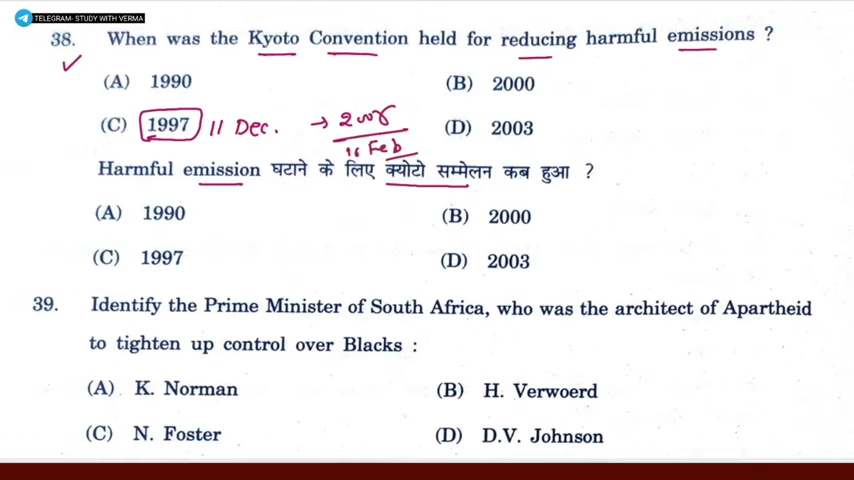 TELEGRAM- STUDY WITH VERMA
38. When was the Kyoto Convention held for reducing harmful emissions ?
(A) 1990 (B) 2000
(C) 1997 11 Dec. → (D) 2003
16 Feb
Harmful emission घटाने के लिए क्योटो सम्मेलन कब हुआ ?
(A) 1990 (B) 2000
(C) 1997 (D) 2003
39. Identify the Prime Minister of South Africa, who was the architect of Apartheid
to tighten up control over Blacks :
(A) K. Norman (B) H. Verwoerd
(C) N. Foster (D) D.V. Johnson